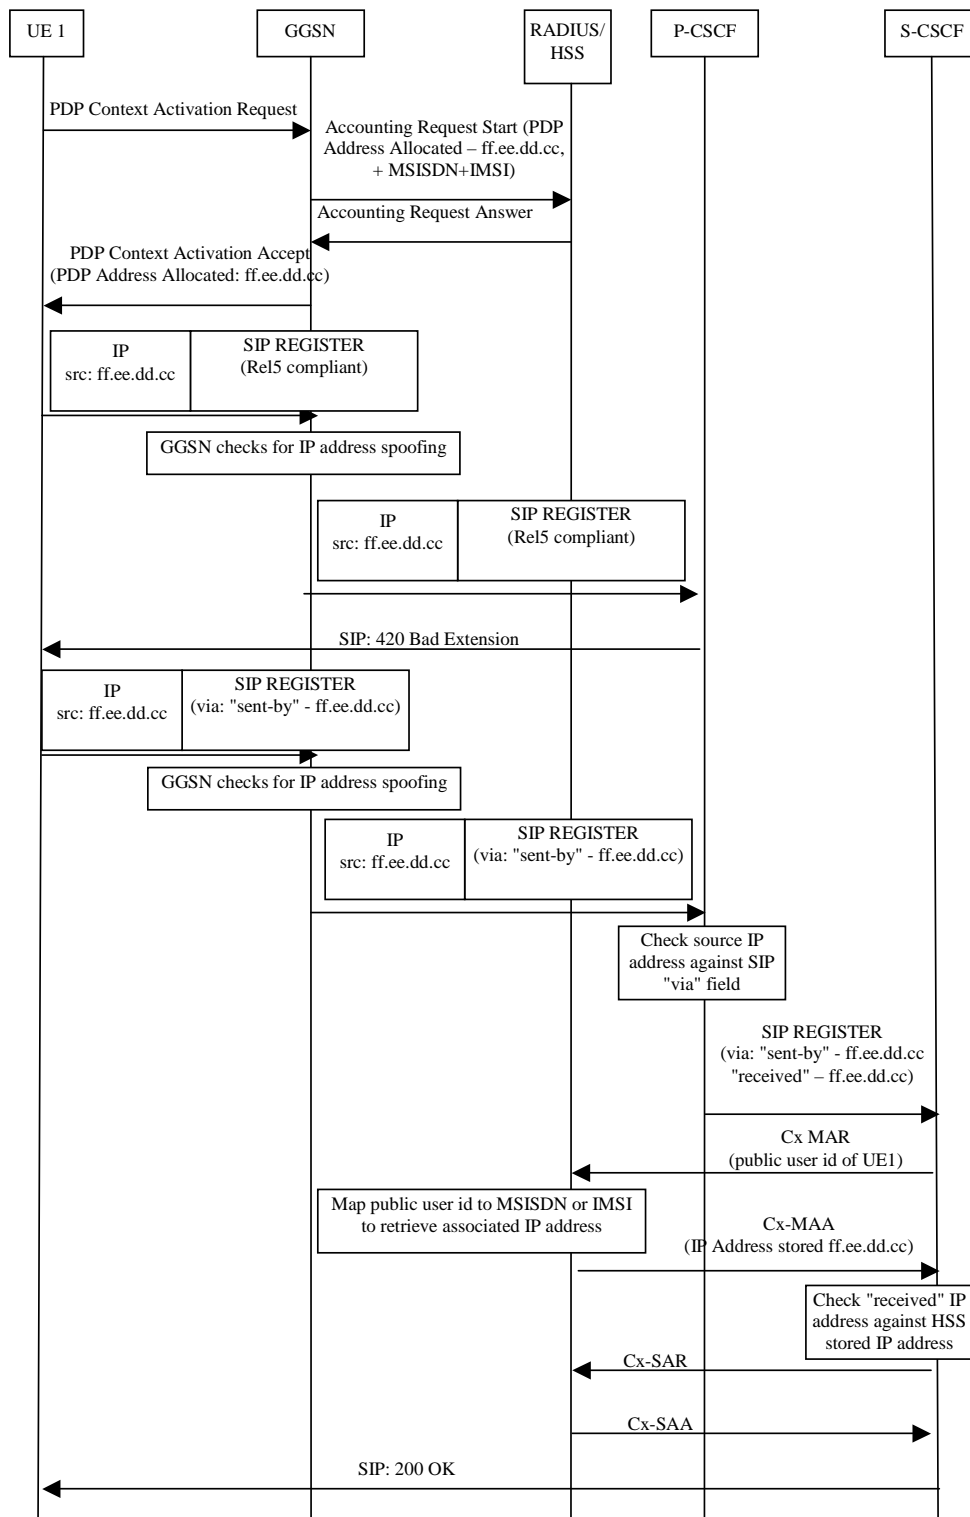 UE 1
GGSN
RADIUS/
HSS
P-CSCF
S-CSCF
PDP Context Activation Request
Accounting Request Start (PDP
Address Allocated – ff.ee.dd.cc,
+ MSISDN+IMSI)
Accounting Request Answer
PDP Context Activation Accept
(PDP Address Allocated: ff.ee.dd.cc)
IP
src: ff.ee.dd.cc
SIP REGISTER
(Rel5 compliant)
GGSN checks for IP address spoofing
IP
src: ff.ee.dd.cc
SIP REGISTER
(Rel5 compliant)
SIP: 420 Bad Extension
IP
src: ff.ee.dd.cc
SIP REGISTER
(via: "sent-by" - ff.ee.dd.cc)
GGSN checks for IP address spoofing
IP
src: ff.ee.dd.cc
SIP REGISTER
(via: "sent-by" - ff.ee.dd.cc)
Check source IP
address against SIP
"via" field
SIP REGISTER
(via: "sent-by" - ff.ee.dd.cc
"received" – ff.ee.dd.cc)
Cx MAR
(public user id of UE1)
Map public user id to MSISDN or IMSI
to retrieve associated IP address
Cx-MAA
(IP Address stored ff.ee.dd.cc)
Check "received" IP
address against HSS
stored IP address
Cx-SAR
Cx-SAA
SIP: 200 OK